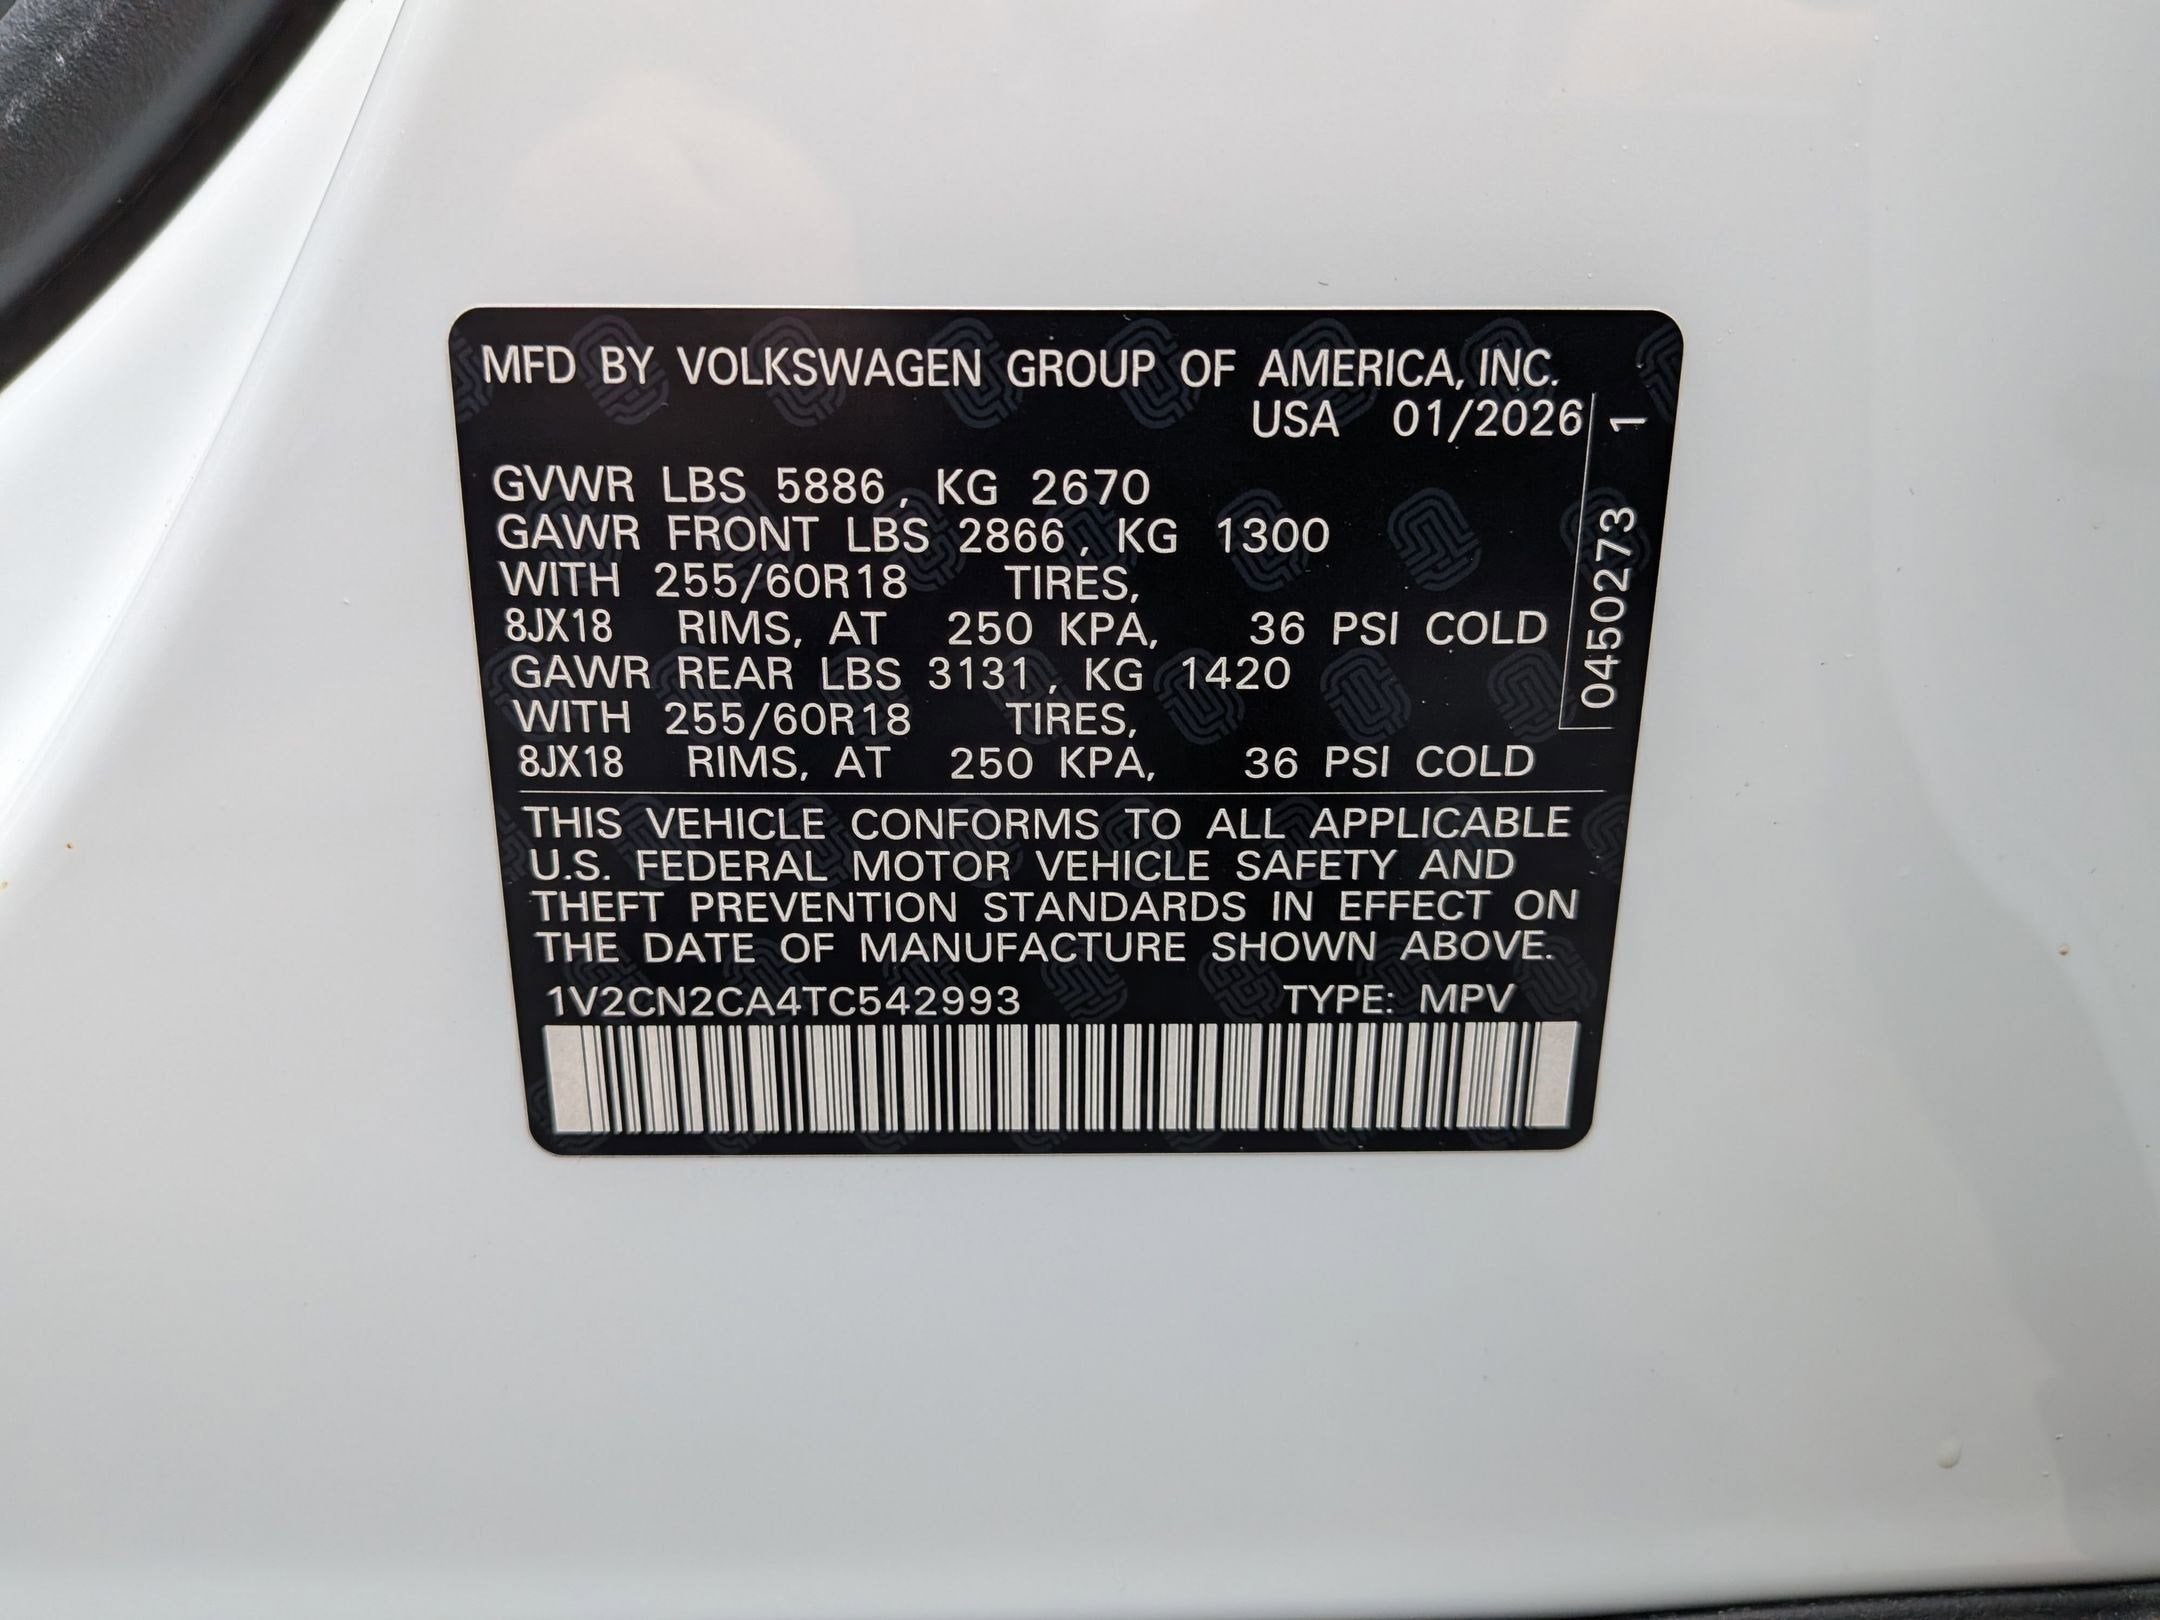 MFD BY VOLKSWAGEN GROUP OF AMERICA, INC.
USA 01/2026
GVWR LBS 5886, KG 2670
GAWR FRONT LBS 2866, KG 1300
WITH 255/60R18 TIRES,
8JX18 RIMS, AT 250 KPA, 36 PSI COLD
GAWR REAR LBS 3131, KG 1420
WITH 255/60R18 TIRES,
8JX18 RIMS, AT 250 KPA, 36 PSI COLD
THIS VEHICLE CONFORMS TO ALL APPLICABLE
U.S. FEDERAL MOTOR VEHICLE SAFETY AND
THEFT PREVENTION STANDARDS IN EFFECT ON
THE DATE OF MANUFACTURE SHOWN ABOVE.
1V2CN2CA4TC542993 TYPE: MPV
0450273 1